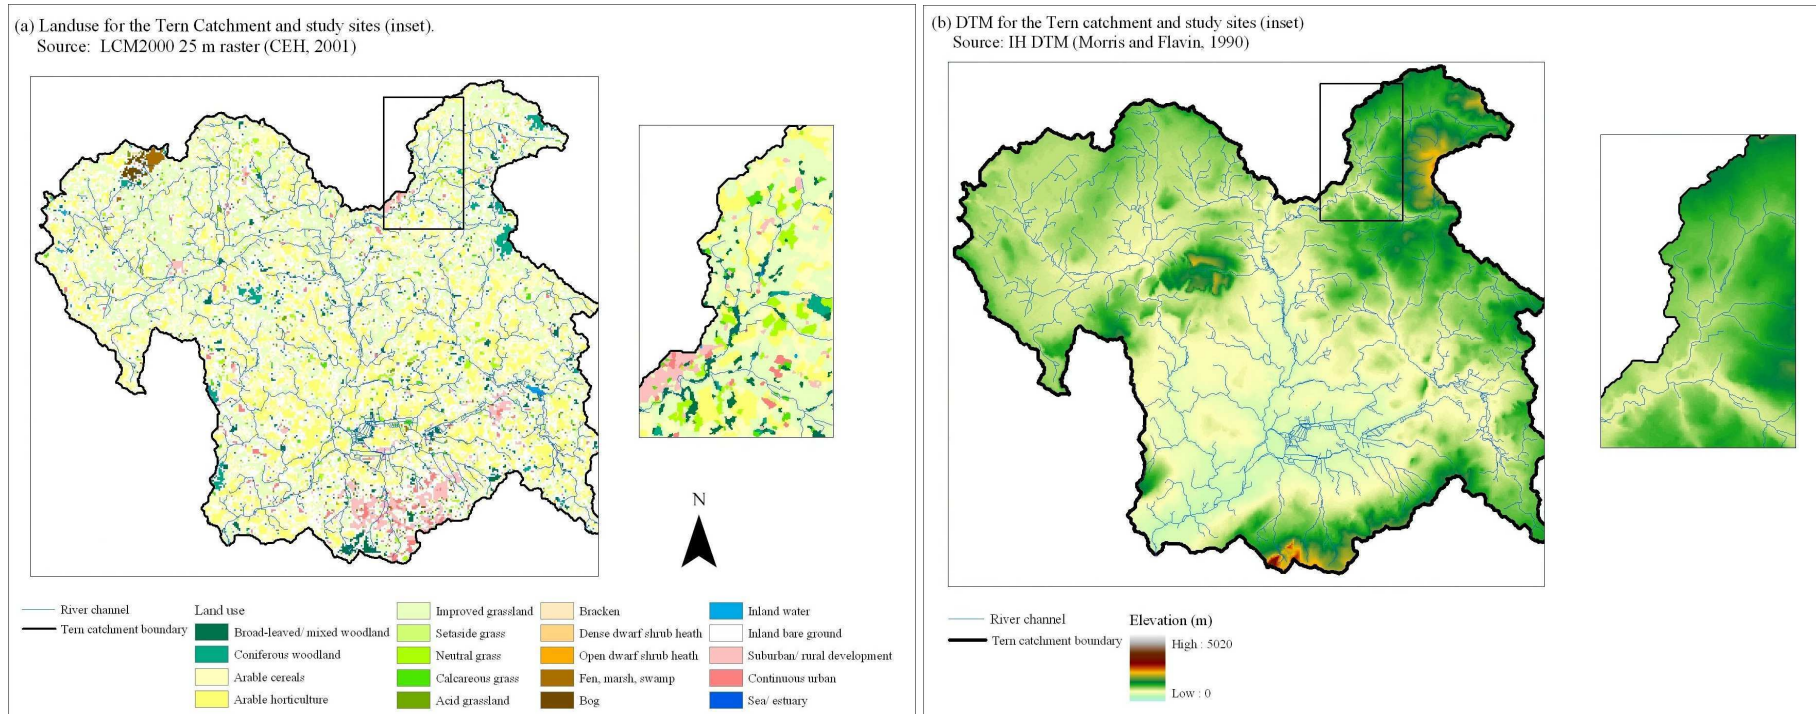 (a) Landuse for the Tern Catchment and study sites (inset).
Source: LCM2000 25 m raster (CEH, 2001)
N
River channel
Tern catchment boundary
Land use
Broad-leaved/ mixed woodland
Coniferous woodland
Arable cereals
Arable horticulture
Improved grassland
Setaside grass
Neutral grass
Calcareous grass
Acid grassland
Bracken
Dense dwarf shrub heath
Open dwarf shrub heath
Fen, marsh, swamp
Bog
Inland water
Inland bare ground
Suburban/ rural development
Continuous urban
Sea/ estuary
(b) DTM for the Tern catchment and study sites (inset)
Source: IH DTM (Morris and Flavin, 1990)
River channel
Tern catchment boundary
Elevation (m)
High : 5020
Low : 0